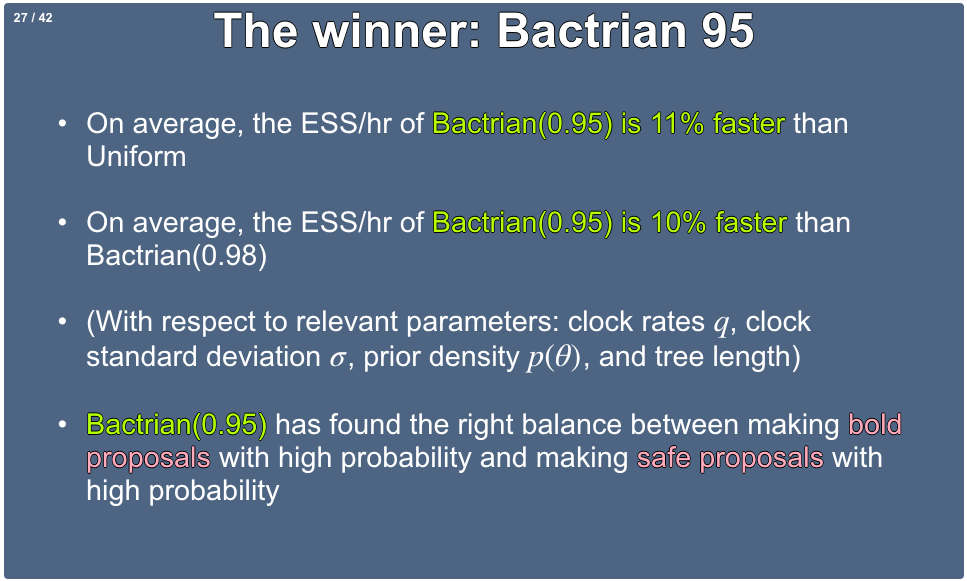 27 / 42
The winner: Bactrian 95
• On average, the ESS/hr of Bactrian(0.95) is 11% faster than
Uniform
• On average, the ESS/hr of Bactrian(0.95) is 10% faster than
Bactrian(0.98)
• (With respect to relevant parameters: clock rates q, clock
standard deviation σ, prior density p(θ), and tree length)
• Bactrian(0.95) has found the right balance between making bold
proposals with high probability and making safe proposals with
high probability